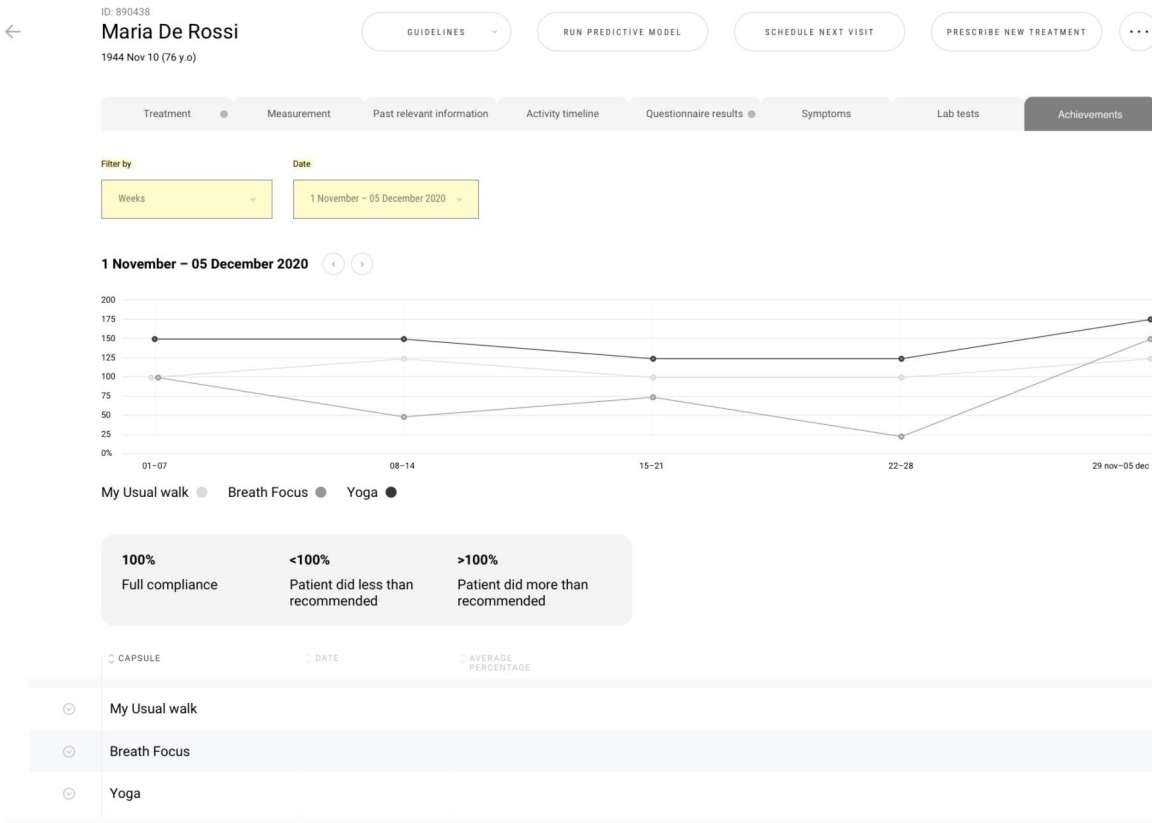 ID: 890438
Maria De Rossi
1944 Nov 10 (76 y.o)
GUIDELINES
RUN PREDICTIVE MODEL
SCHEDULE NEXT VISIT
PRESCRIBE NEW TREATMENT
Treatment
Measurement
Past relevant information
Activity timeline
Questionnaire results
Symptoms
Lab tests
Achievements
Filter by
Date
Weeks
1 November – 05 December 2020
1 November – 05 December 2020
200
175
150
125
100
75
50
25
0%
01–07
08–14
15–21
22–28
29 nov–05 dec
My Usual walk
Breath Focus
Yoga
100%
<100%
>100%
Full compliance
Patient did less than
recommended
Patient did more than
recommended
CAPSULE
DATE
AVERAGE
PERCENTAGE
My Usual walk
Breath Focus
Yoga